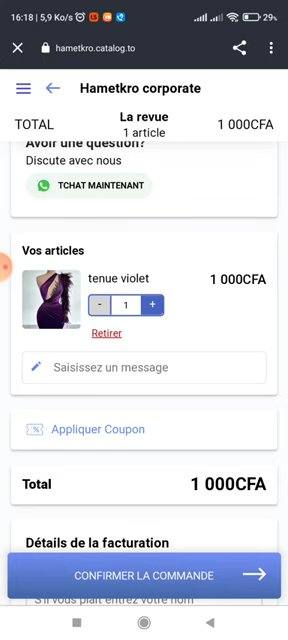 16:18 | 5,9 Ko/s
29%
hametkro.catalog.to
Hametkro corporate
TOTAL
La revue
1 article
1 000CFA
Avoir une question?
Discute avec nous
TCHAT MAINTENANT
Vos articles
tenue violet
1 000CFA
- 1 +
Retirer
Saisissez un message
Appliquer Coupon
Total
1 000CFA
Détails de la facturation
CONFIRMER LA COMMANDE
S'il vous plaît entrez votre nom